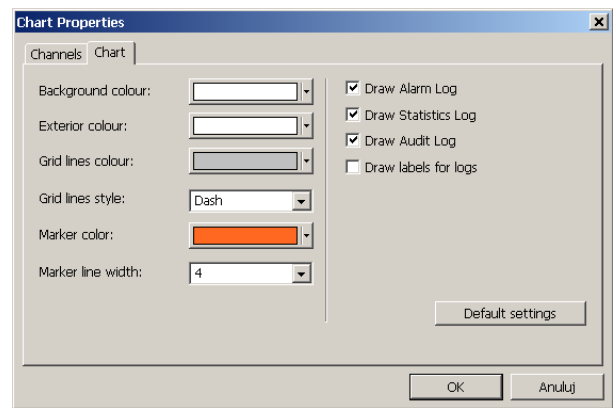 Chart Properties
Channels Chart
Background colour:
Exterior colour:
Grid lines colour:
Grid lines style: Dash
Marker color:
Marker line width: 4
Draw Alarm Log
Draw Statistics Log
Draw Audit Log
Draw labels for logs
Default settings
OK Anuluj